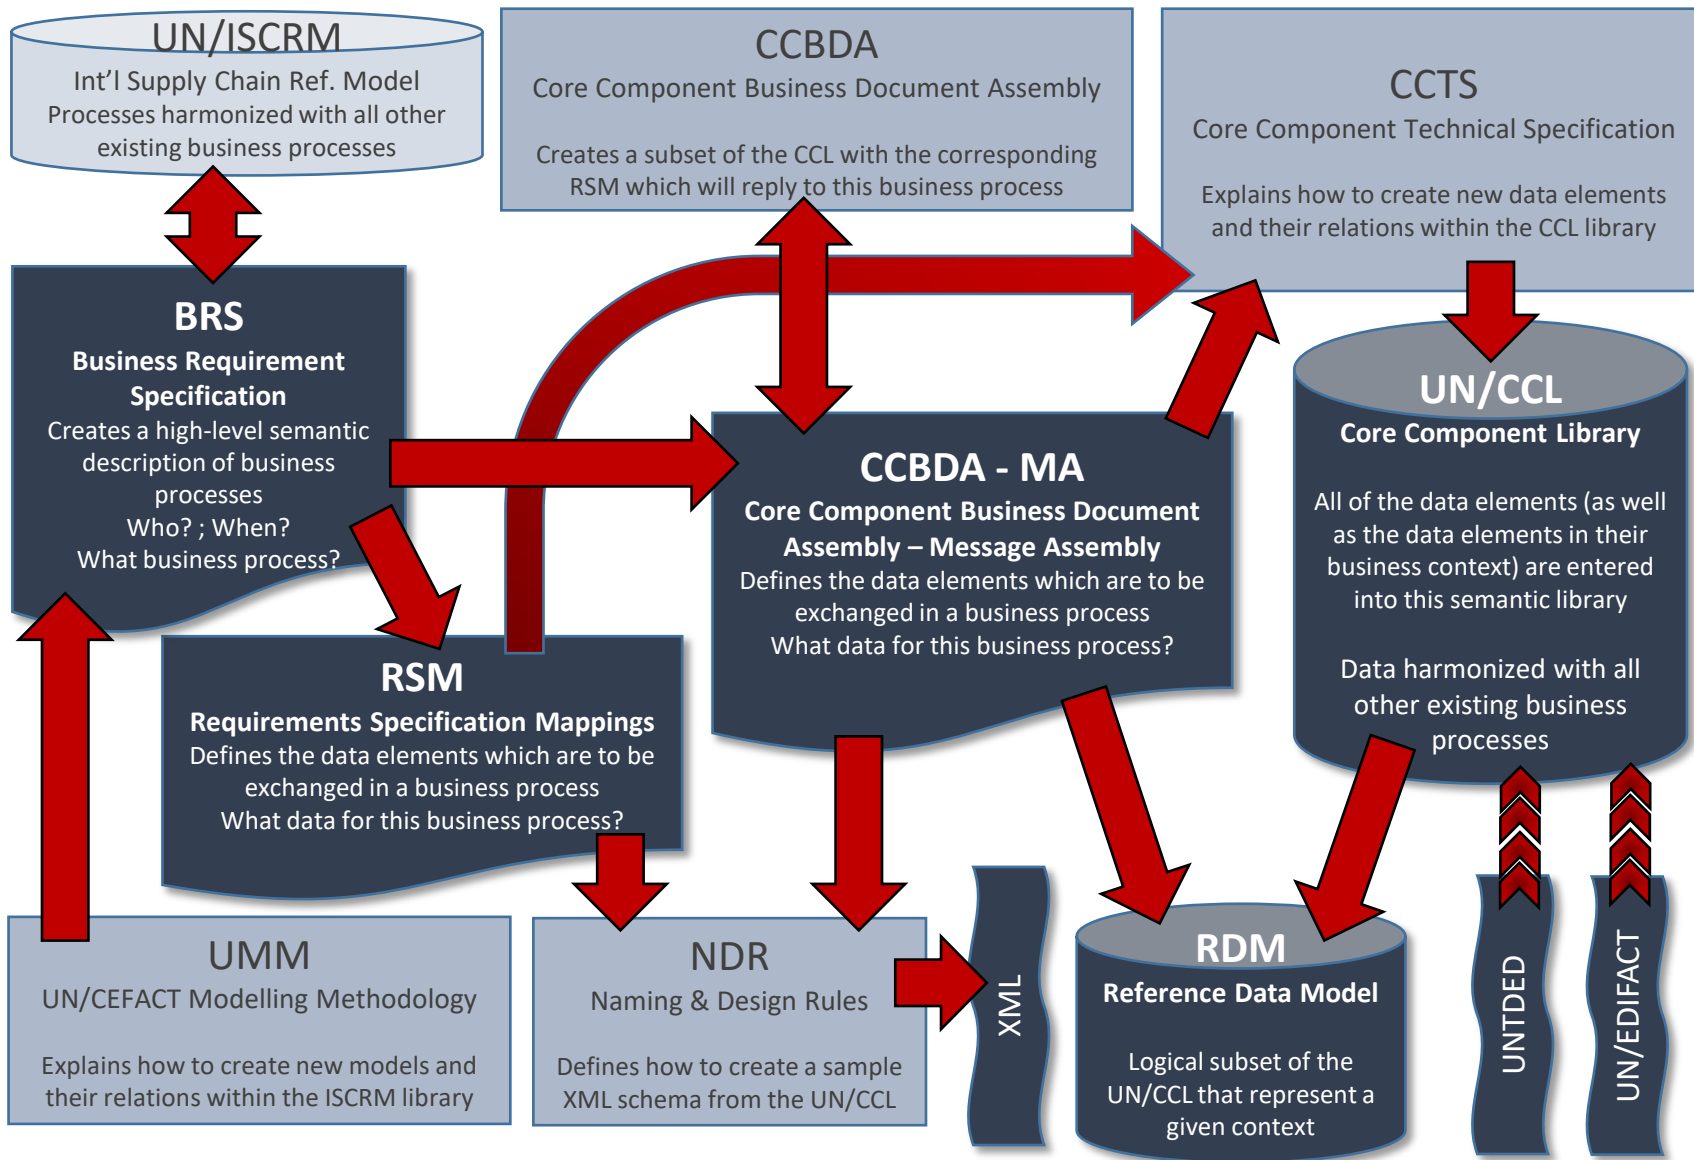 UN/ISCRM
Int'l Supply Chain Ref. Model
Processes harmonized with all other
existing business processes
CCBDA
Core Component Business Document Assembly
Creates a subset of the CCL with the corresponding
RSM which will reply to this business process
CCTS
Core Component Technical Specification
Explains how to create new data elements
and their relations within the CCL library
BRS
Business Requirement
Specification
Creates a high-level semantic
description of business
processes
Who? ; When?
What business process?
CCBDA - MA
Core Component Business Document
Assembly – Message Assembly
Defines the data elements which are to be
exchanged in a business process
What data for this business process?
UN/CCL
Core Component Library
All of the data elements (as well
as the data elements in their
business context) are entered
into this semantic library
Data harmonized with all
other existing business
processes
RSM
Requirements Specification Mappings
Defines the data elements which are to be
exchanged in a business process
What data for this business process?
UMM
UN/CEFACT Modelling Methodology
Explains how to create new models and
their relations within the ISCRM library
NDR
Naming & Design Rules
Defines how to create a sample
XML schema from the UN/CCL
XML
RDM
Reference Data Model
Logical subset of the
UN/CCL that represent a
given context
UNTDED
UN/EDIFACT